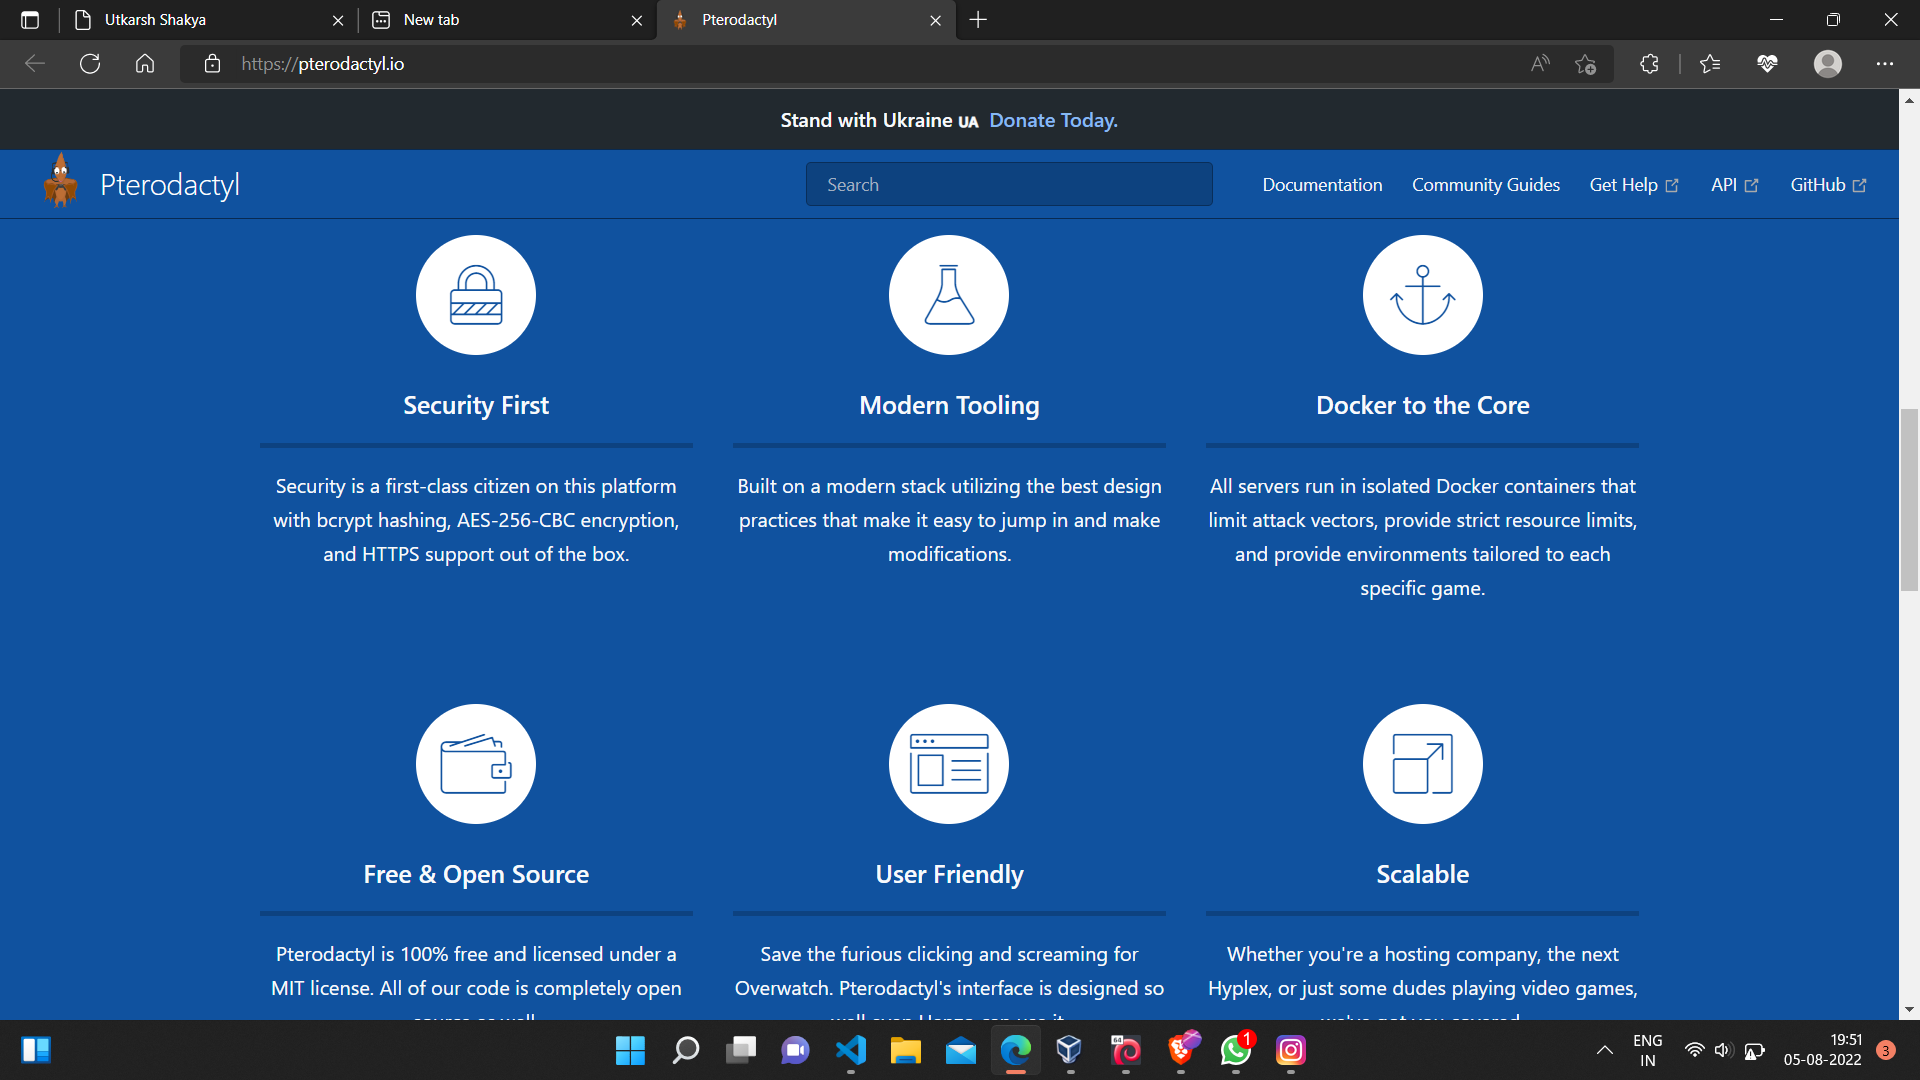 Utkarsh Shakya
New tab
Pterodactyl
https://pterodactyl.io
Stand with Ukraine UA Donate Today.
Pterodactyl
Search
Documentation
Community Guides
Get Help
API
GitHub
Security First
Modern Tooling
Docker to the Core
Security is a first-class citizen on this platform
with bcrypt hashing, AES-256-CBC encryption,
and HTTPS support out of the box.
Built on a modern stack utilizing the best design
practices that make it easy to jump in and make
modifications.
All servers run in isolated Docker containers that
limit attack vectors, provide strict resource limits,
and provide environments tailored to each
specific game.
Free & Open Source
User Friendly
Scalable
Pterodactyl is 100% free and licensed under a
MIT license. All of our code is completely open
Save the furious clicking and screaming for
Overwatch. Pterodactyl's interface is designed so
Whether you're a hosting company, the next
Hyplex, or just some dudes playing video games,
64
1
ENG
IN
19:51
05-08-2022
3